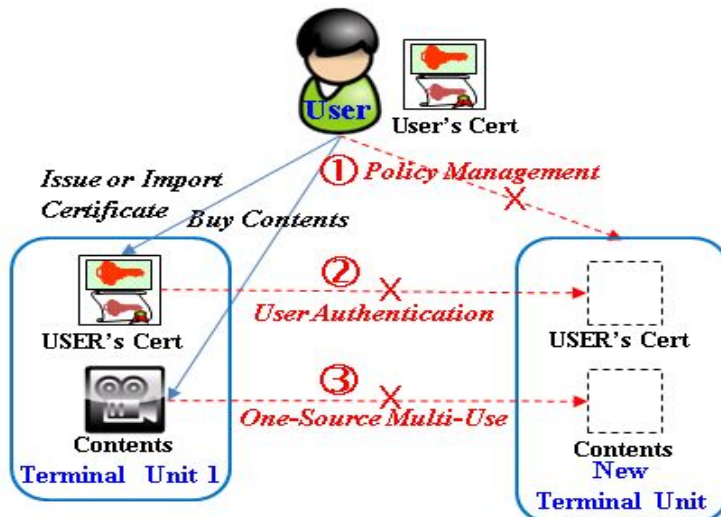 User
User's Cert
① Policy Management
Issue or Import
Certificate
Buy Contents
X
②
X
User Authentication
USER's Cert
USER's Cert
③
X
One-Source Multi-Use
Contents
Contents
Terminal Unit 1
New
Terminal Unit